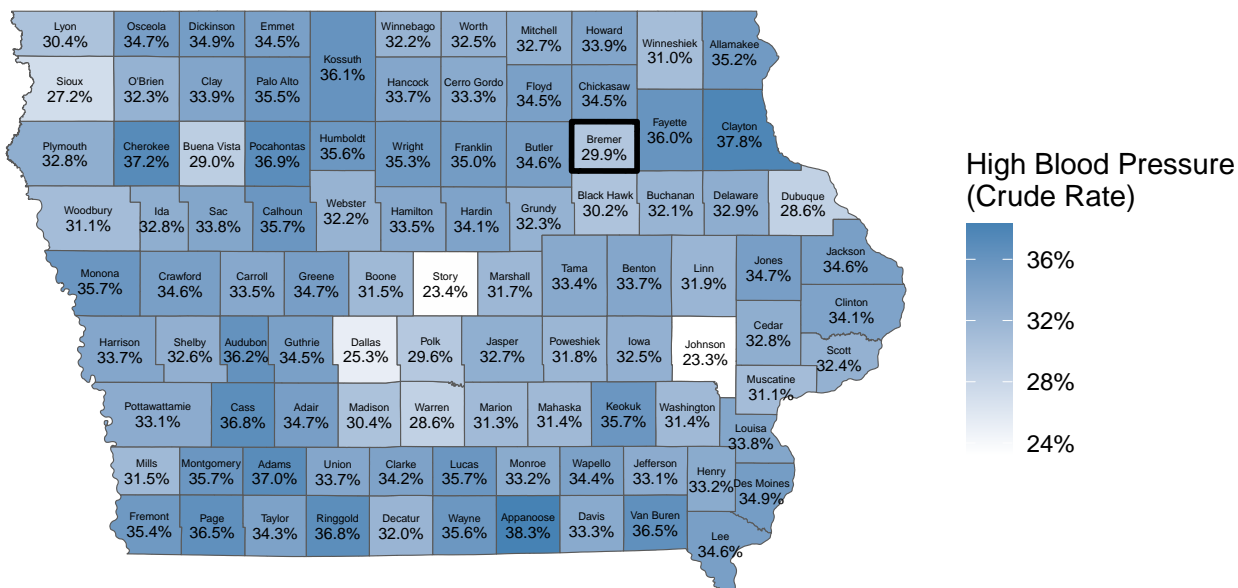 Lyon
30.4%
Osceola
34.7%
Dickinson
34.9%
Emmet
34.5%
Kossuth
36.1%
Winnebago
32.2%
Worth
32.5%
Mitchell
32.7%
Howard
33.9%
Winneshiek
31.0%
Allamakee
35.2%
Sioux
27.2%
O'Brien
32.3%
Clay
33.9%
Palo Alto
35.5%
Hancock
33.7%
Cerro Gordo
33.3%
Floyd
34.5%
Chickasaw
34.5%
Plymouth
32.8%
Cherokee
37.2%
Buena Vista
29.0%
Pocahontas
36.9%
Humboldt
35.6%
Wright
35.3%
Franklin
35.0%
Butler
34.6%
Bremer
29.9%
Fayette
36.0%
Clayton
37.8%
Woodbury
31.1%
Ida
32.8%
Sac
33.8%
Calhoun
35.7%
Webster
32.2%
Hamilton
33.5%
Hardin
34.1%
Grundy
32.3%
Black Hawk
30.2%
Buchanan
32.1%
Delaware
32.9%
Dubuque
28.6%
Monona
35.7%
Crawford
34.6%
Carroll
33.5%
Greene
34.7%
Boone
31.5%
Story
23.4%
Marshall
31.7%
Tama
33.4%
Benton
33.7%
Linn
31.9%
Jones
34.7%
Jackson
34.6%
Clinton
34.1%
Harrison
33.7%
Shelby
32.6%
Audubon
36.2%
Guthrie
34.5%
Dallas
25.3%
Polk
29.6%
Jasper
32.7%
Poweshiek
31.8%
Iowa
32.5%
Johnson
23.3%
Cedar
32.8%
Scott
32.4%
Muscatine
31.1%
Pottawattamie
33.1%
Cass
36.8%
Adair
34.7%
Madison
30.4%
Warren
28.6%
Marion
31.3%
Mahaska
31.4%
Keokuk
35.7%
Washington
31.4%
Louisa
33.8%
Mills
31.5%
Montgomery
35.7%
Adams
37.0%
Union
33.7%
Clarke
34.2%
Lucas
35.7%
Monroe
33.2%
Wapello
34.4%
Jefferson
33.1%
Henry
33.2%
Des Moines
34.9%
Fremont
35.4%
Page
36.5%
Taylor
34.3%
Ringgold
36.8%
Decatur
32.0%
Wayne
35.6%
Appanoose
38.3%
Davis
33.3%
Van Buren
36.5%
Lee
34.6%
High Blood Pressure
(Crude Rate)
36%
32%
28%
24%